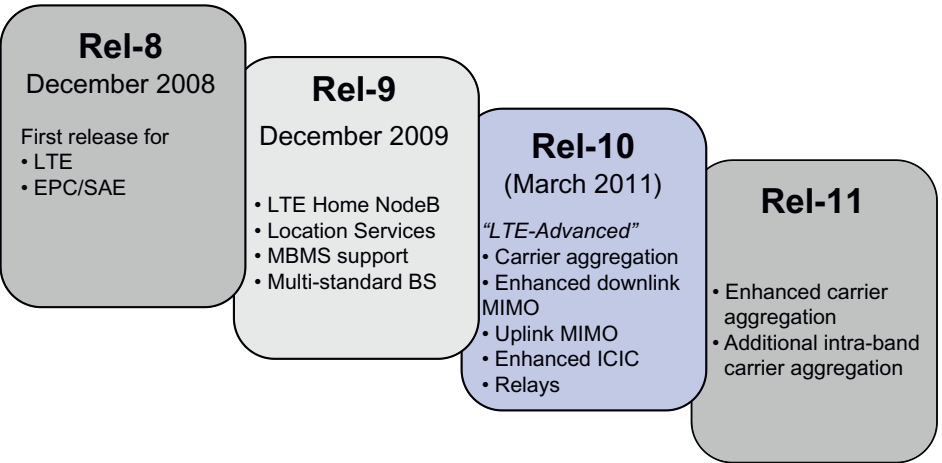 Rel-8
December 2008
First release for
• LTE
• EPC/SAE
Rel-9
December 2009
• LTE Home NodeB
• Location Services
• MBMS support
• Multi-standard BS
Rel-10
(March 2011)
“LTE-Advanced”
• Carrier aggregation
• Enhanced downlink
MIMO
• Uplink MIMO
• Enhanced ICIC
• Relays
Rel-11
• Enhanced carrier
aggregation
• Additional intra-band
carrier aggregation